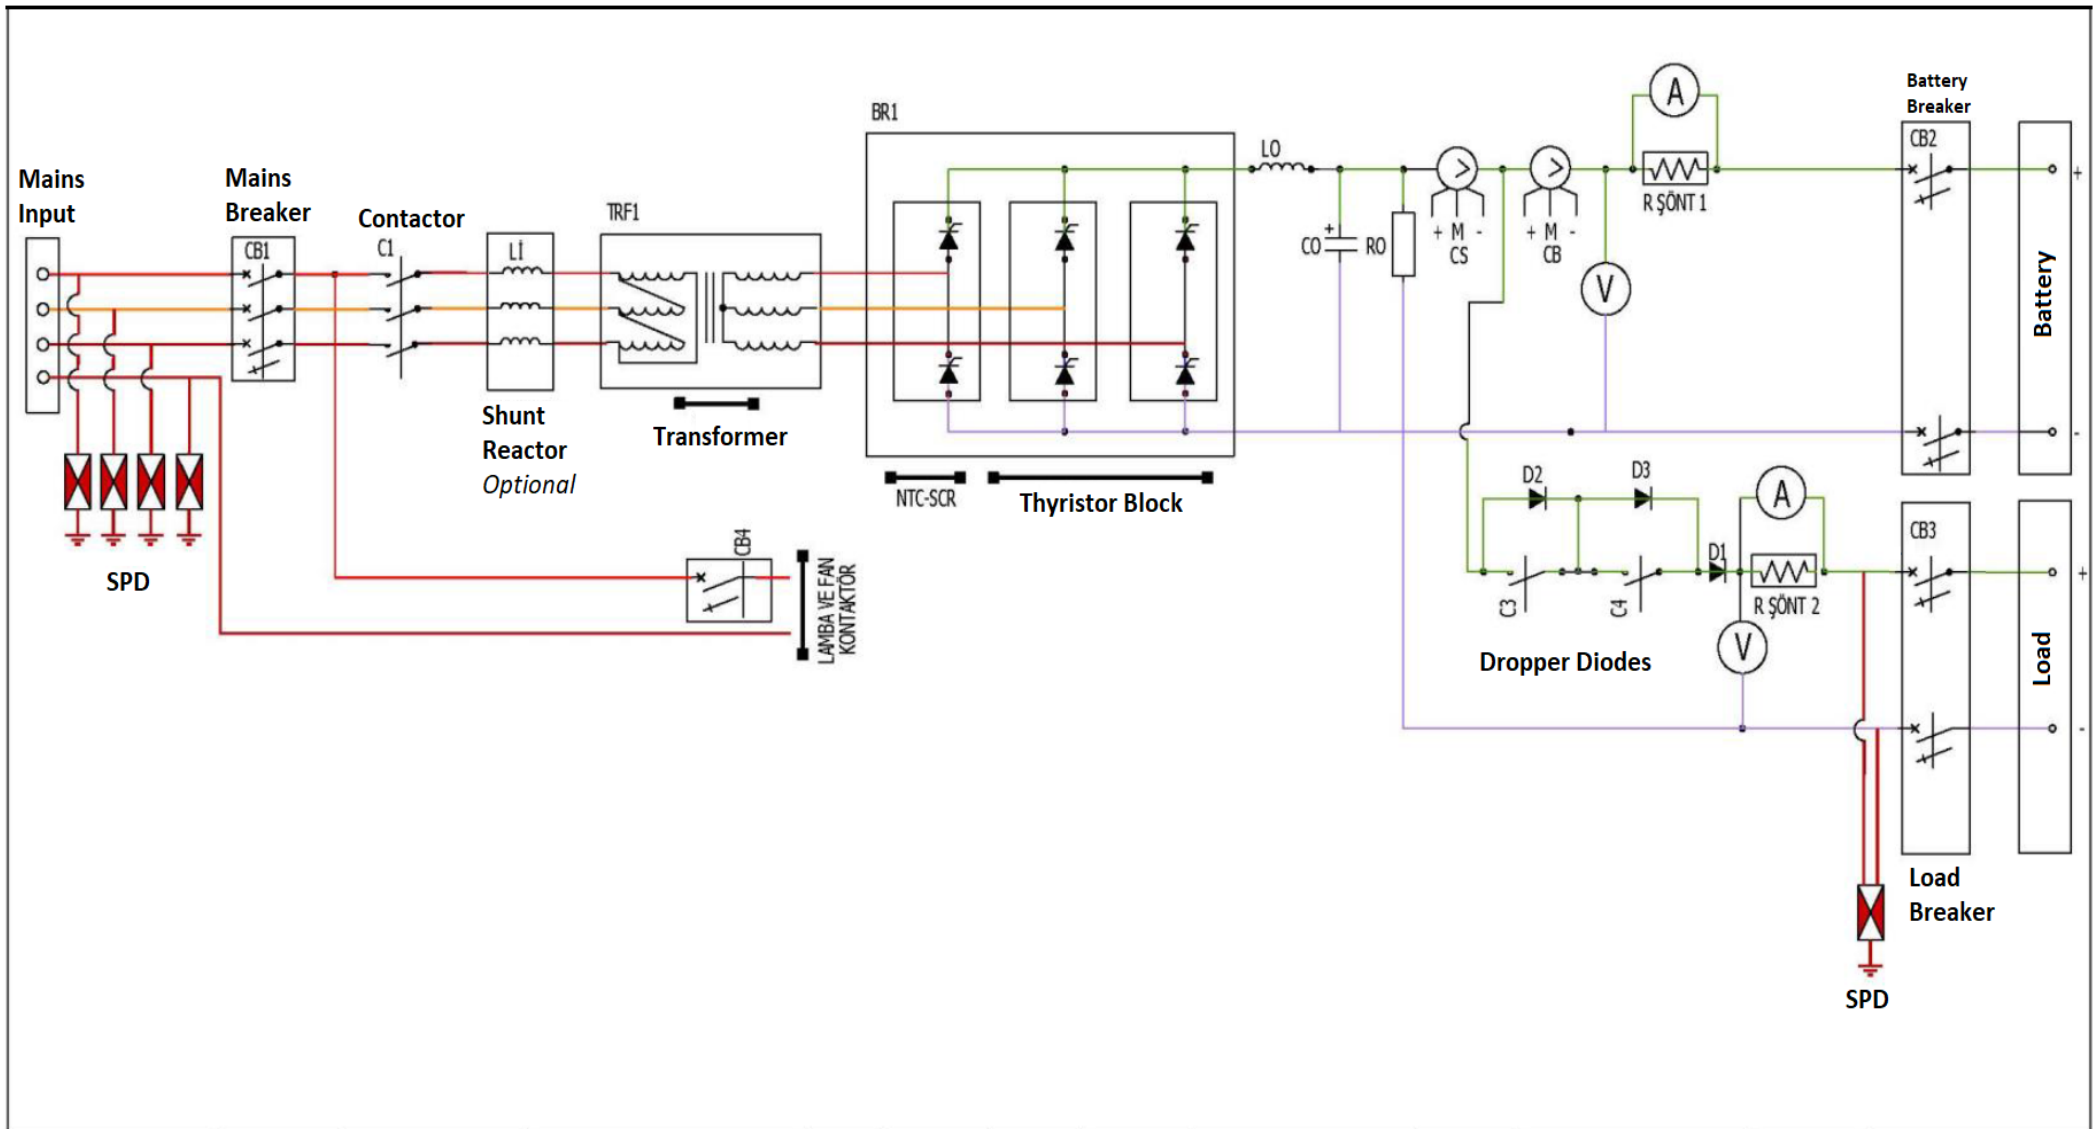 Mains
Input
Mains
Breaker
CB1
Contactor
C1
Lİ
Shunt
Reactor
Optional
TRF1
Transformer
BR1
NTC-SCR
Thyristor Block
SPD
CB4
LAMBA VE FAN
KONTAKTÖR
LO
CO
+
RO
+ M -
CS
+ M -
CB
V
A
R ŞÖNT 1
Battery
Breaker
CB2
+
Battery
-
D2
D3
C3
C4
D1
Dropper Diodes
A
R ŞÖNT 2
V
CB3
+
Load
-
Load
Breaker
SPD